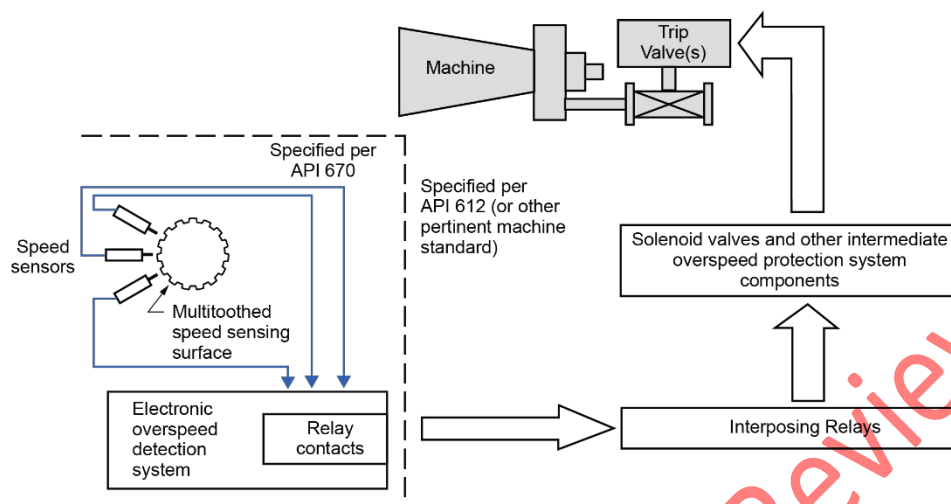 Machine
Trip
Valve(s)
Specified per
API 670
Specified per
API 612 (or other
pertinent machine
standard)
Speed
sensors
Multitoothed
speed sensing
surface
Solenoid valves and other intermediate
overspeed protection system
components
Electronic
overspeed
detection
system
Relay
contacts
Interposing Relays
Review